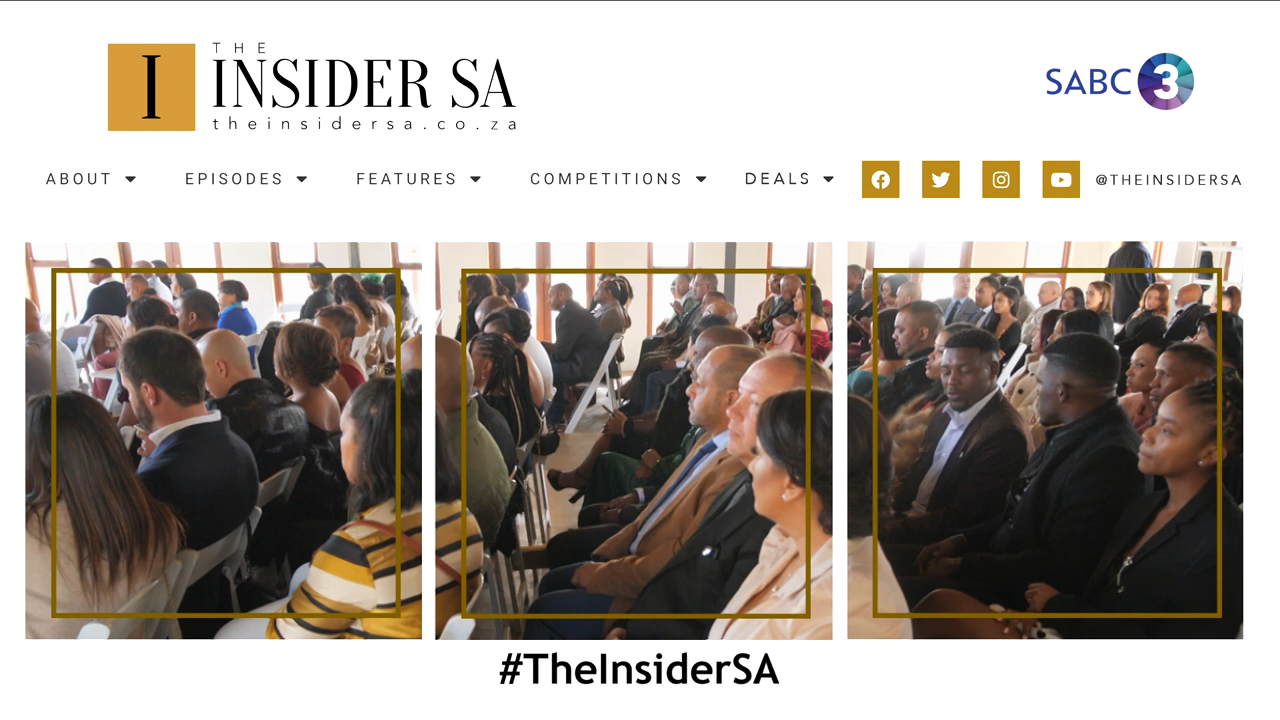 I
THE
INSIDER SA
theinsidersa.co.za
SABC 3
ABOUT EPISODES FEATURES COMPETITIONS DEALS @THEINSIDERSA
#TheInsiderSA